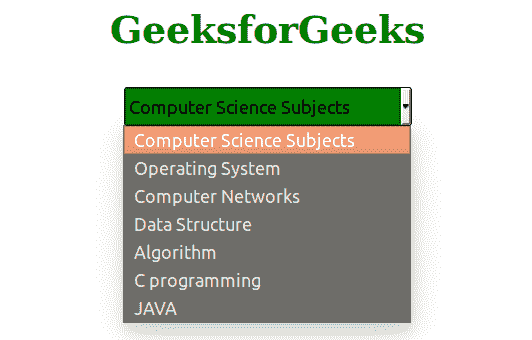 GeeksforGeeks
Computer Science Subjects
Computer Science Subjects
Operating System
Computer Networks
Data Structure
Algorithm
C programming
JAVA